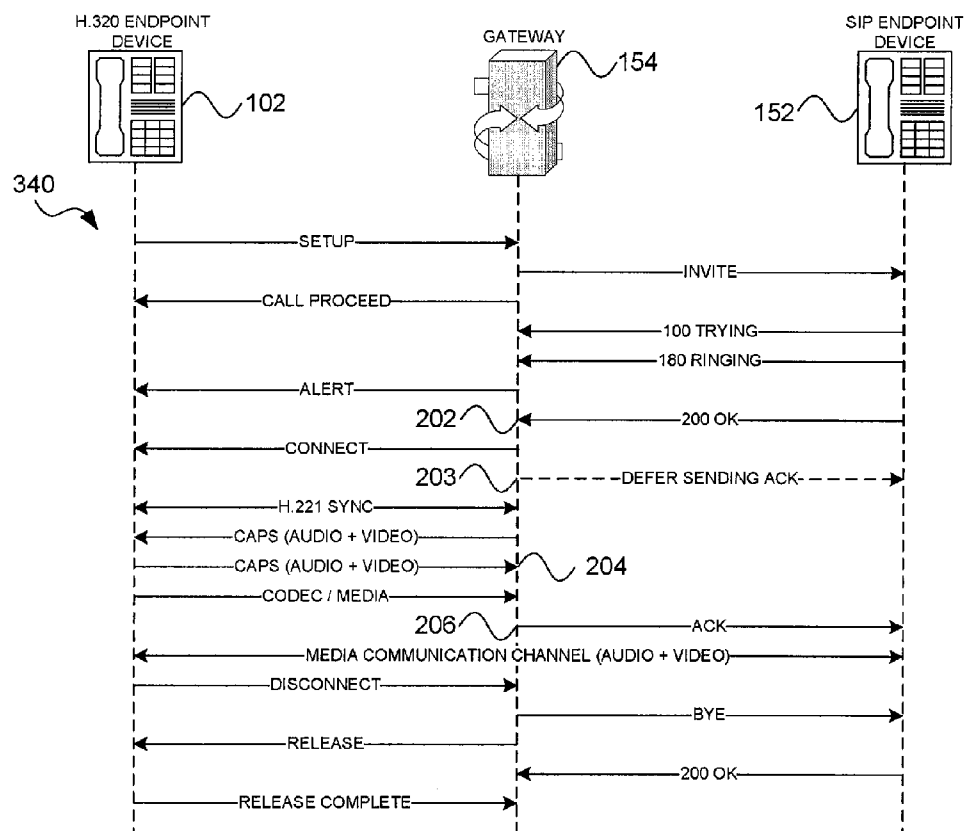 H.320 ENDPOINT
DEVICE
GATEWAY
SIP ENDPOINT
DEVICE
102
154
152
340
SETUP
INVITE
CALL PROCEED
100 TRYING
180 RINGING
ALERT
202
200 OK
CONNECT
203
DEFER SENDING ACK
H.221 SYNC
CAPS (AUDIO + VIDEO)
CAPS (AUDIO + VIDEO)
204
CODEC / MEDIA
206
ACK
MEDIA COMMUNICATION CHANNEL (AUDIO + VIDEO)
DISCONNECT
BYE
RELEASE
200 OK
RELEASE COMPLETE